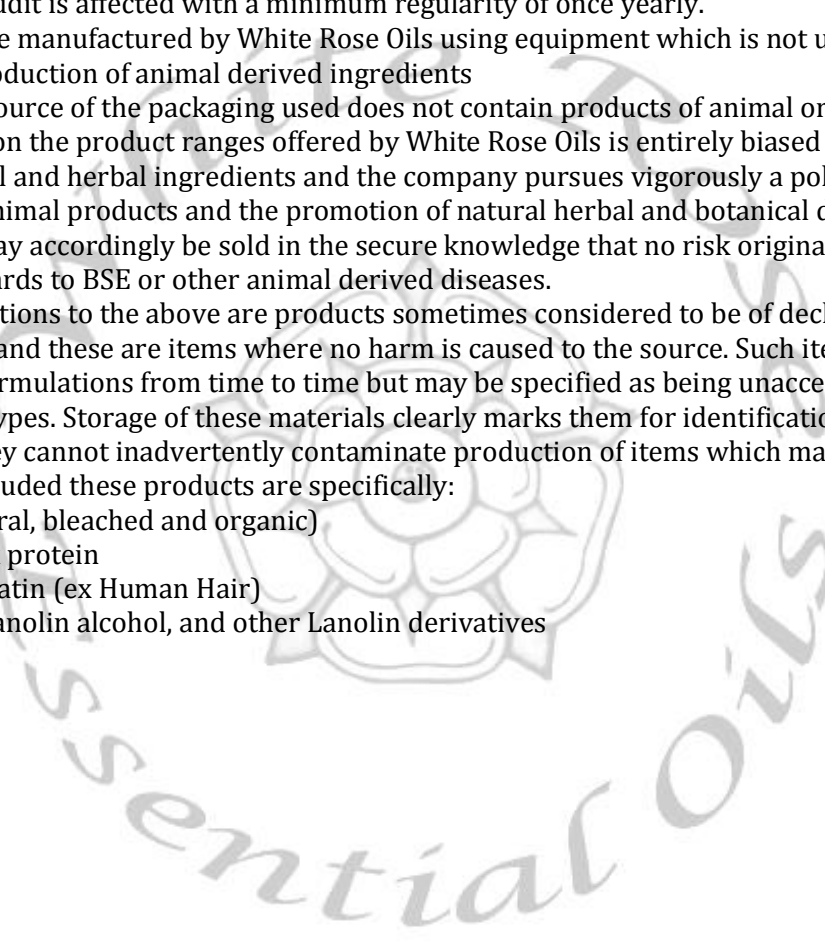 udit is affected with a minimum regularity of once yearly.
e manufactured by White Rose Oils using equipment which is not u
oduction of animal derived ingredients
ource of the packaging used does not contain products of animal or
on the product ranges offered by White Rose Oils is entirely biased
l and herbal ingredients and the company pursues vigorously a pol
nimal products and the promotion of natural herbal and botanical d
ay accordingly be sold in the secure knowledge that no risk origina
ards to BSE or other animal derived diseases.
tions to the above are products sometimes considered to be of decl
and these are items where no harm is caused to the source. Such ite
ormulations from time to time but may be specified as being unacce
ypes. Storage of these materials clearly marks them for identificatio
ey cannot inadvertently contaminate production of items which ma
uded these products are specifically:
ral, bleached and organic)
protein
atin (ex Human Hair)
anolin alcohol, and other Lanolin derivatives
White Rose
Essential Oils